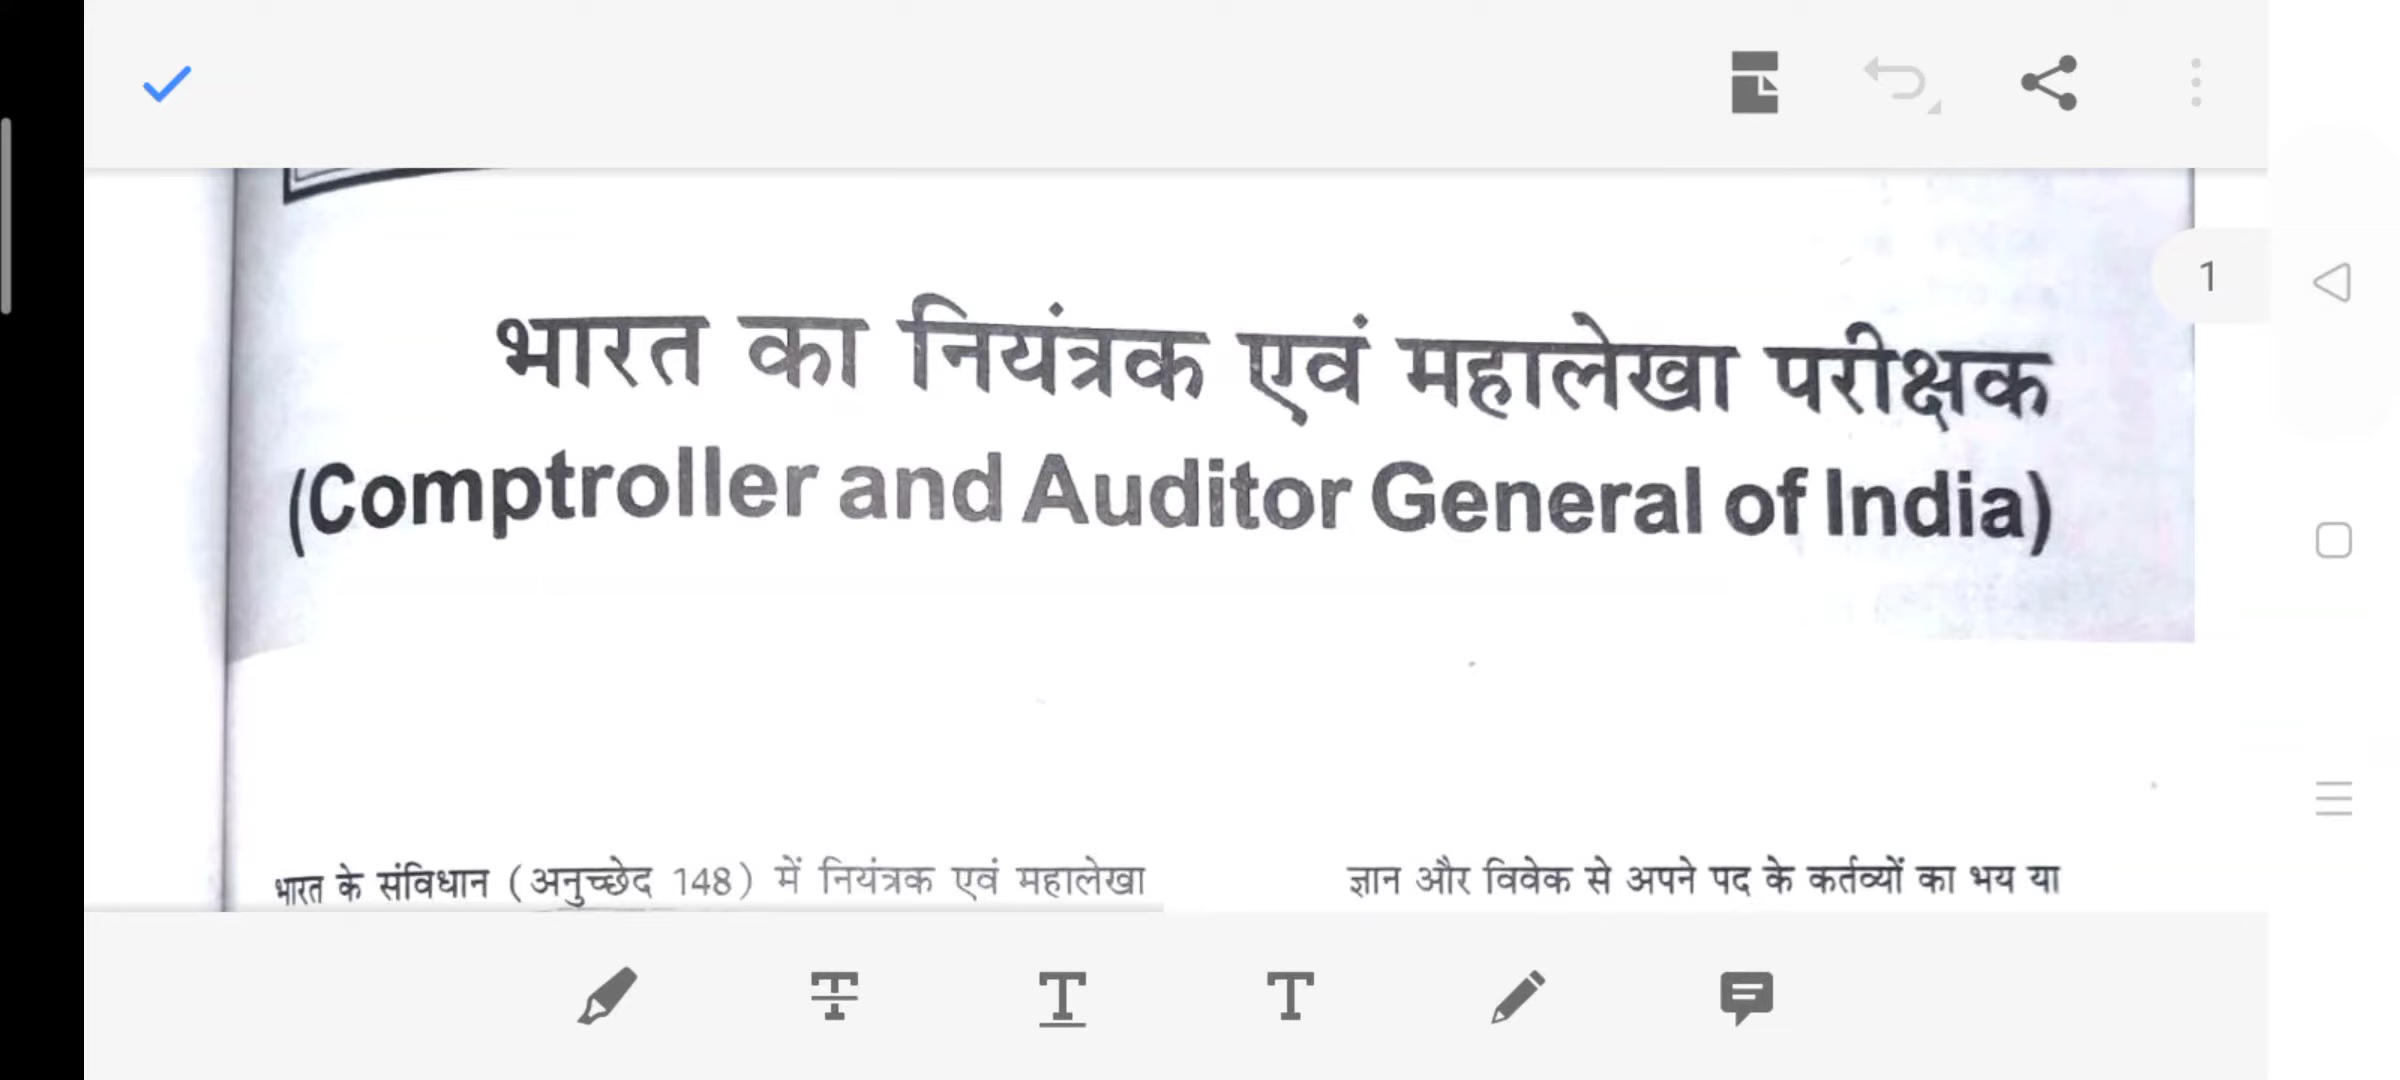 1
भारत का नियंत्रक एवं महालेखा परीक्षक
(Comptroller and Auditor General of India)
भारत के संविधान (अनुच्छेद 148) में नियंत्रक एवं महालेखा
ज्ञान और विवेक से अपने पद के कर्तव्यों का भय या